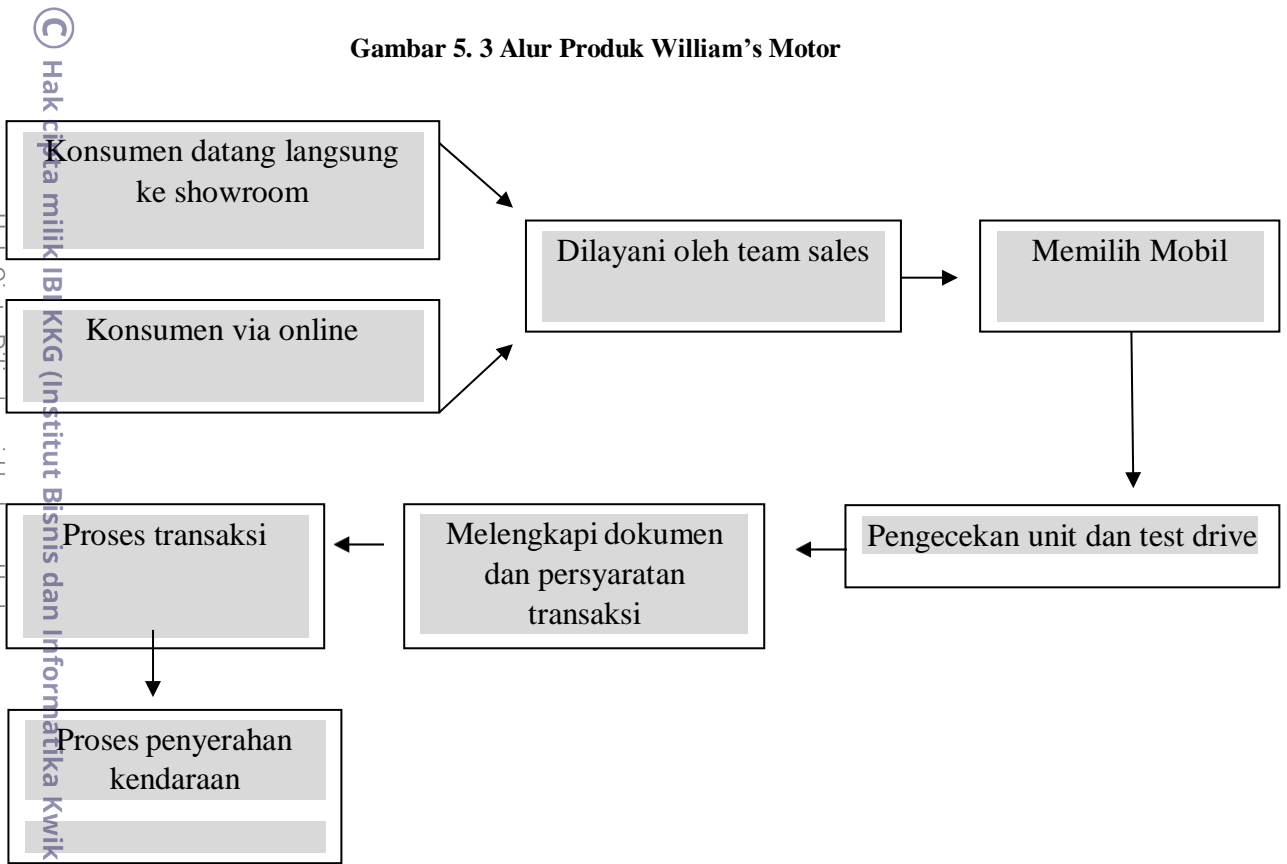 Gambar 5. 3 Alur Produk William’s Motor
Konsumen datang langsung
ke showroom
Konsumen via online
Dilayani oleh team sales
Memilih Mobil
Pengecekan unit dan test drive
Melengkapi dokumen
dan persyaratan
transaksi
Proses transaksi
Proses penyerahan
kendaraan
© Hak cipta milik IBI KKG (Institut Bisnis dan Informatika Kwik